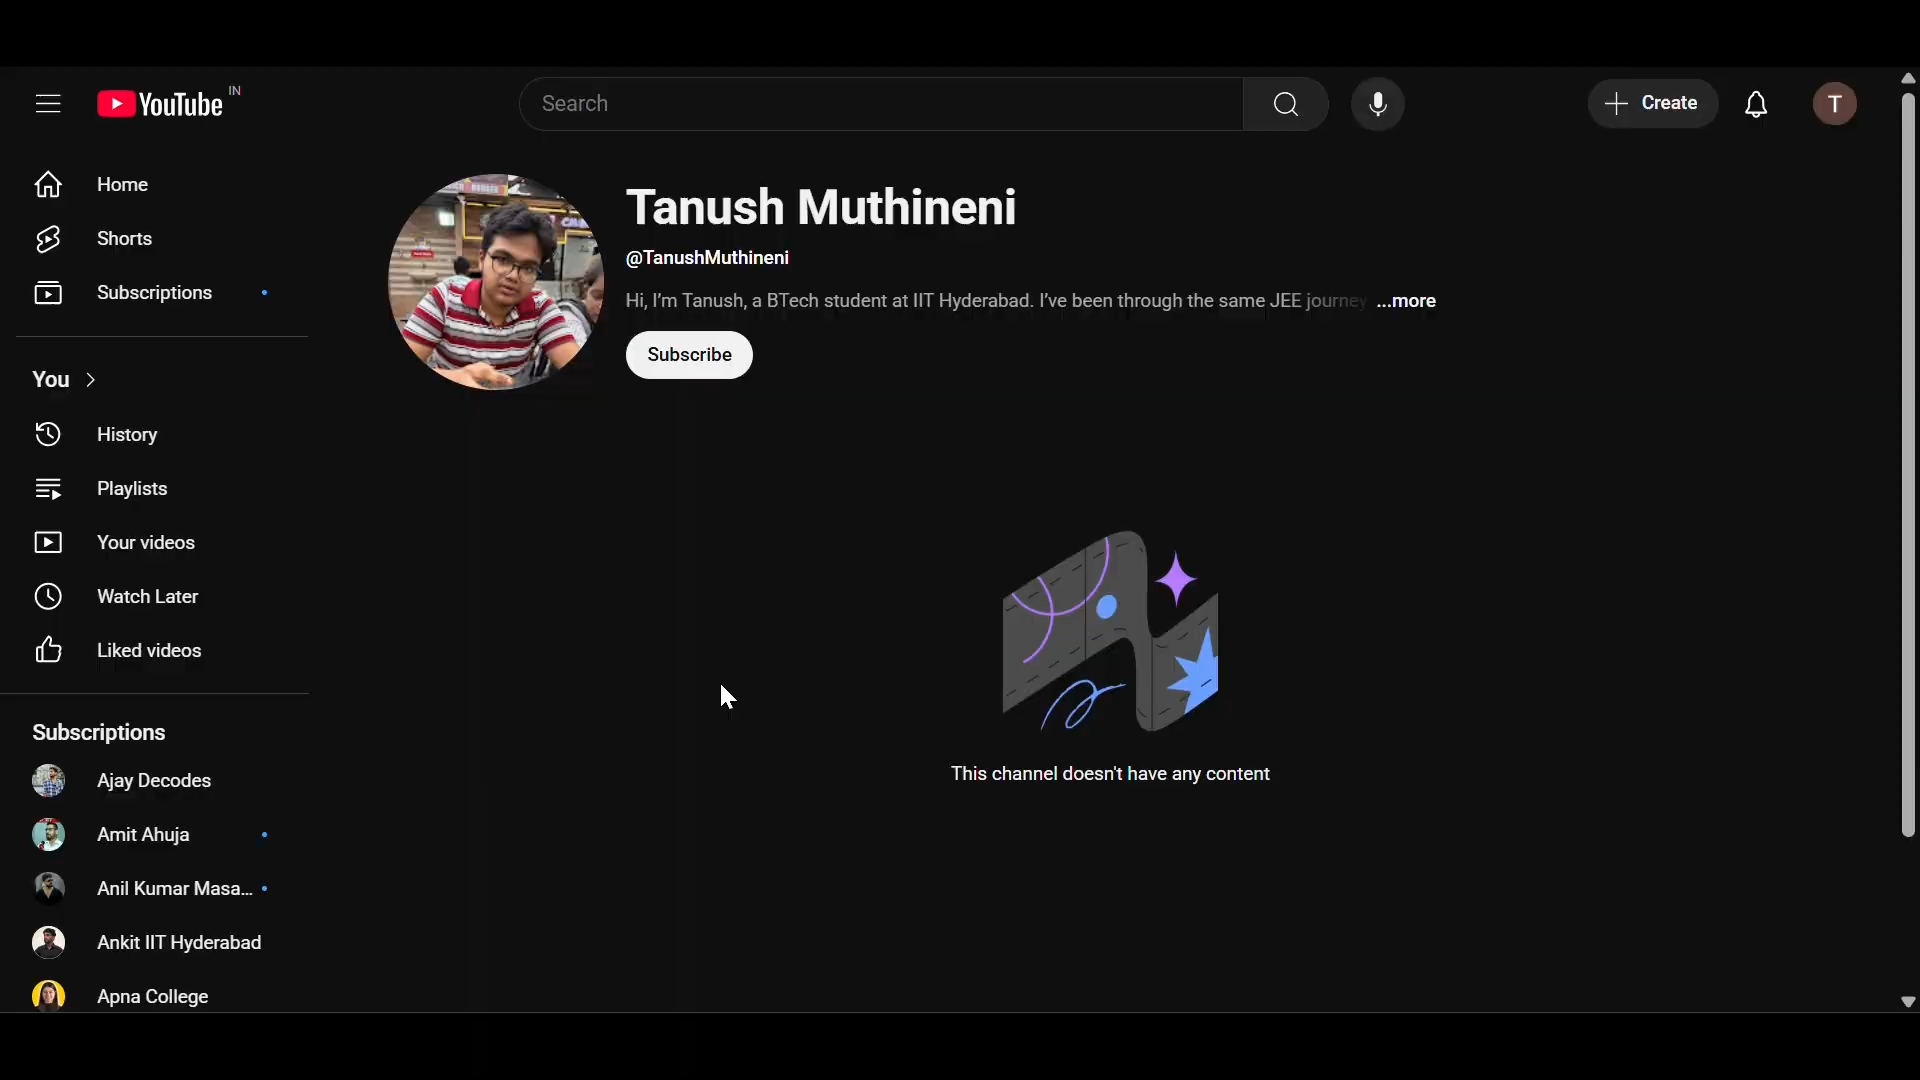 YouTube IN
Search
Create
T
Home
Shorts
Subscriptions
You
History
Playlists
Your videos
Watch Later
Liked videos
Subscriptions
Ajay Decodes
Amit Ahuja
Anil Kumar Masa...
Ankit IIT Hyderabad
Apna College
Tanush Muthineni
@TanushMuthineni
Hi, I'm Tanush, a BTech student at IIT Hyderabad. I've been through the same JEE journey ...more
Subscribe
This channel doesn't have any content